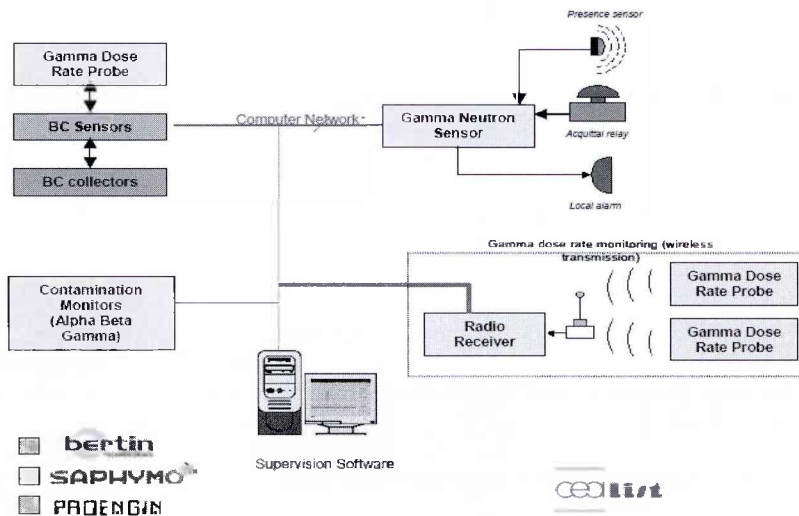 Presence sensor
Gamma Dose
Rate Probe
BC Sensors
Computer Network
Gamma Neutron
Sensor
Acquittal relay
BC collectors
Local alarm
Gamma dose rate monitoring (wireless
transmission)
Contamination
Monitors
(Alpha Beta
Gamma)
Radio
Receiver
Gamma Dose
Rate Probe
Gamma Dose
Rate Probe
Supervision Software
bertin
SAPHYMO
PROENGIN
cea list